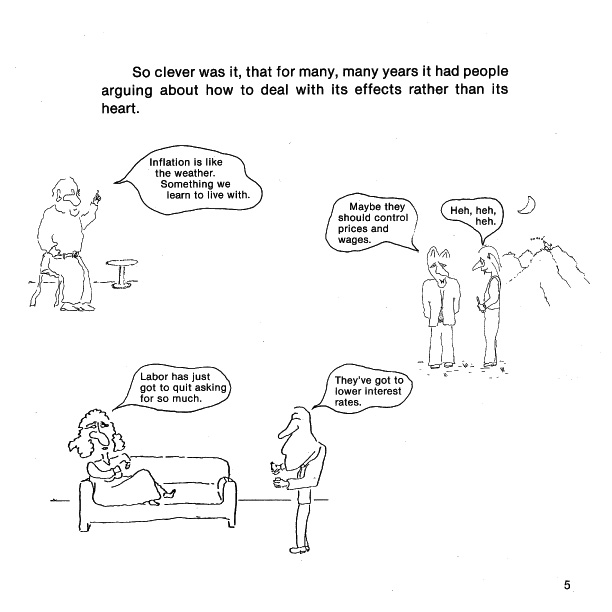 So clever was it, that for many, many years it had people
arguing about how to deal with its effects rather than its
heart.
Inflation is like
the weather.
Something we
learn to live with.
Maybe they
should control
prices and
wages.
Heh, heh,
heh.
Labor has just
got to quit asking
for so much.
They've got to
lower interest
rates.
5